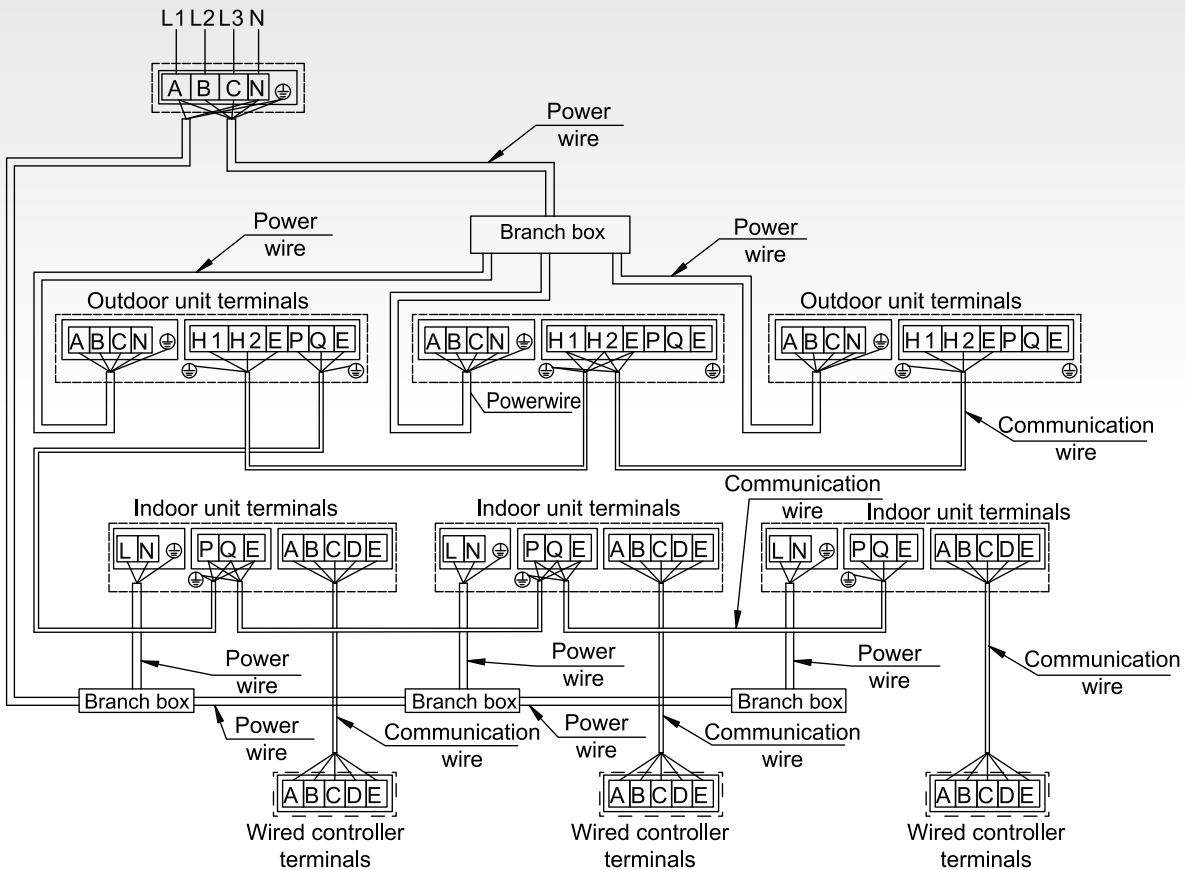 L1 L2 L3 N
A B C N
Power
wire
Branch box
Power
wire
Power
wire
Outdoor unit terminals
Outdoor unit terminals
A B C N H1 H2 E P Q E
A B C N H1 H2 E P Q E
A B C N H1 H2 E P Q E
Powerwire
Communication
wire
Communication
wire
Indoor unit terminals
Indoor unit terminals
Indoor unit terminals
L N P Q E A B C D E
L N P Q E A B C D E
L N P Q E A B C D E
Power
wire
Power
wire
Power
wire
Communication
wire
Branch box
Branch box
Branch box
Power
wire
Communication
wire
Power
wire
Communication
wire
A B C D E
A B C D E
A B C D E
Wired controller
terminals
Wired controller
terminals
Wired controller
terminals